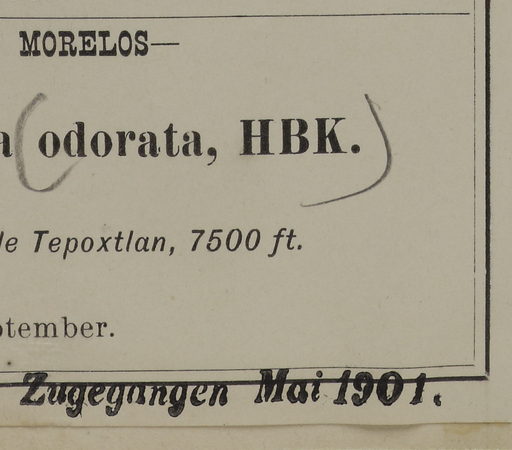 MORELOS—
a (odorata, HBK.)
le Tepoxtlan, 7500 ft.
ptember.
Zugegangen Mai 1901.